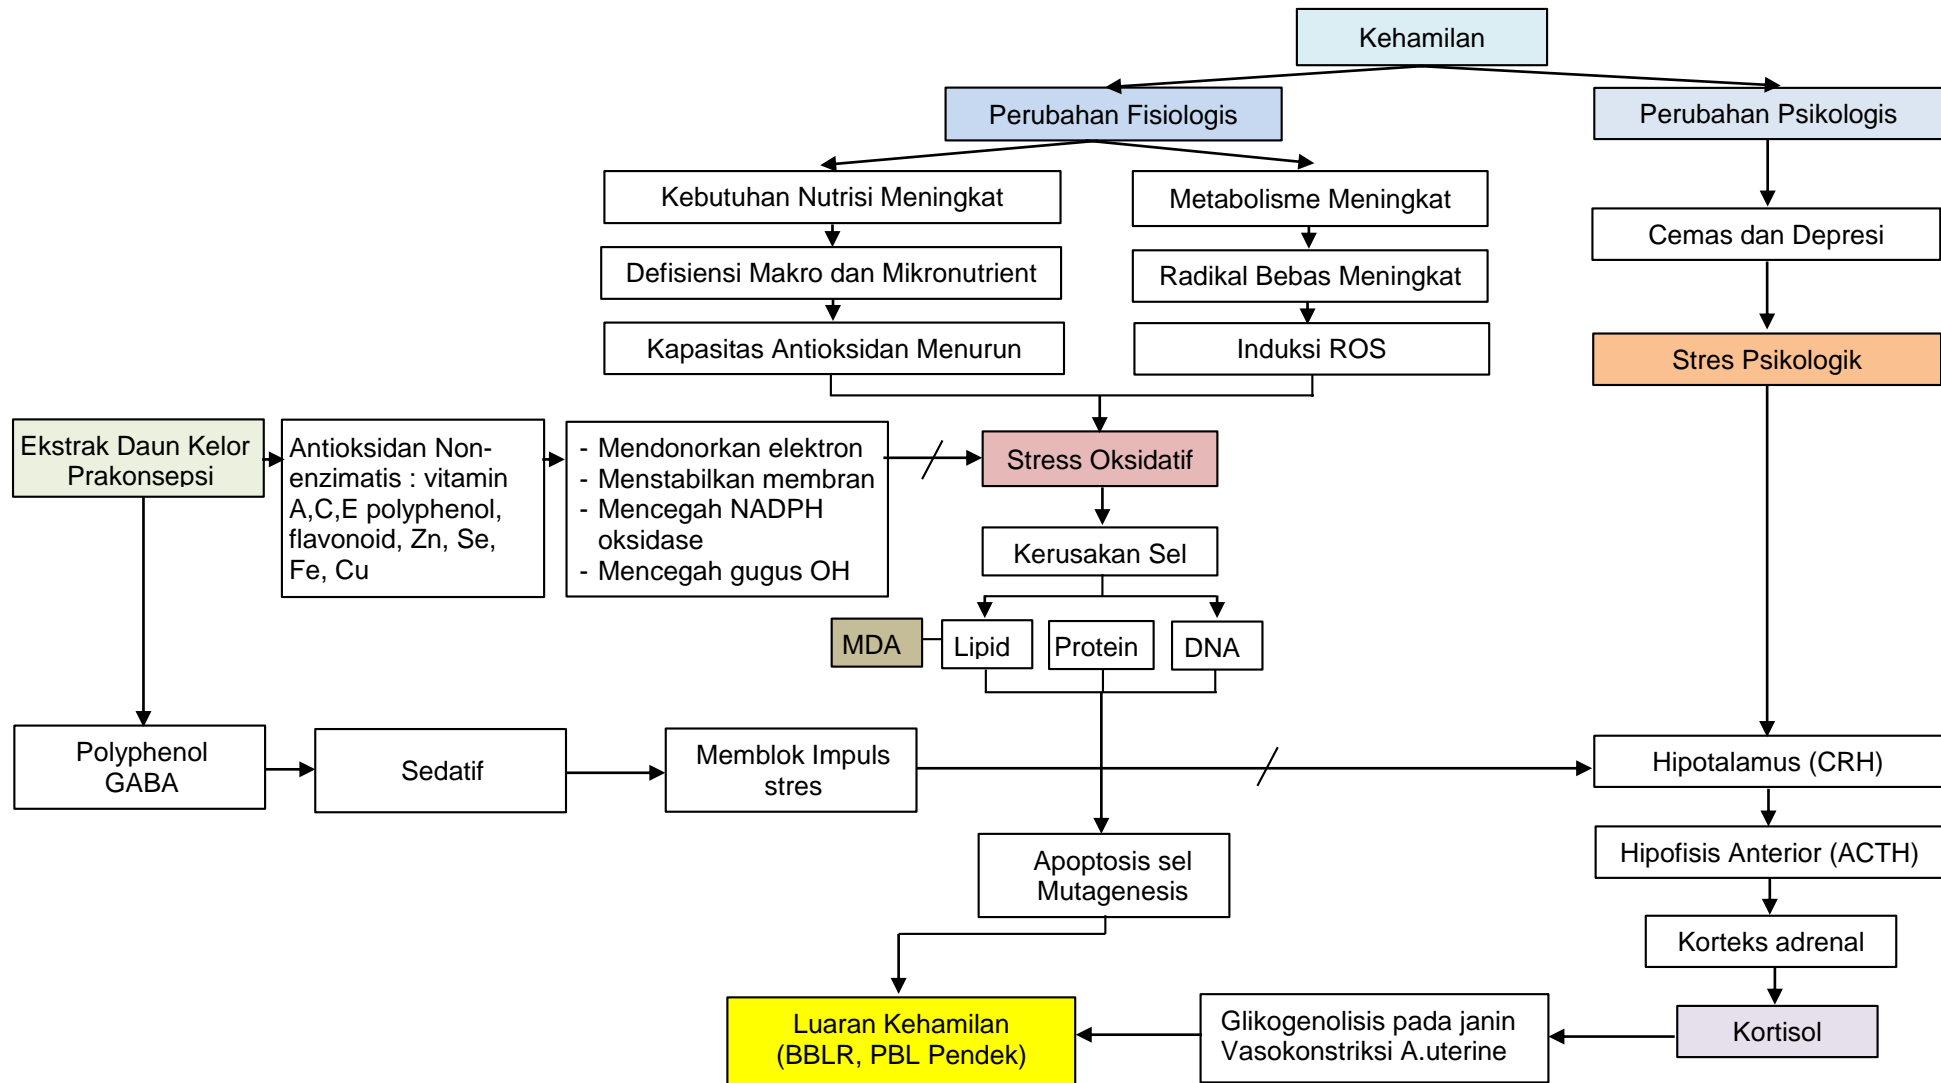 Kehamilan
Perubahan Fisiologis
Perubahan Psikologis
Kebutuhan Nutrisi Meningkat
Metabolisme Meningkat
Cemas dan Depresi
Defisiensi Makro dan Mikronutrient
Radikal Bebas Meningkat
Kapasitas Antioksidan Menurun
Induksi ROS
Stres Psikologik
Ekstrak Daun Kelor
Prakonsepsi
Antioksidan Non-
enzimatis : vitamin
A,C,E polyphenol,
flavonoid, Zn, Se,
Fe, Cu
- Mendonorkan elektron
- Menstabilkan membran
- Mencegah NADPH
oksidase
- Mencegah gugus OH
Stress Oksidatif
Kerusakan Sel
MDA
Lipid
Protein
DNA
Polyphenol
GABA
Sedatif
Memblok Impuls
stres
Hipotalamus (CRH)
Apoptosis sel
Mutagenesis
Hipofisis Anterior (ACTH)
Korteks adrenal
Luaran Kehamilan
(BBLR, PBL Pendek)
Glikogenolisis pada janin
Vasokonstriksi A.uterine
Kortisol